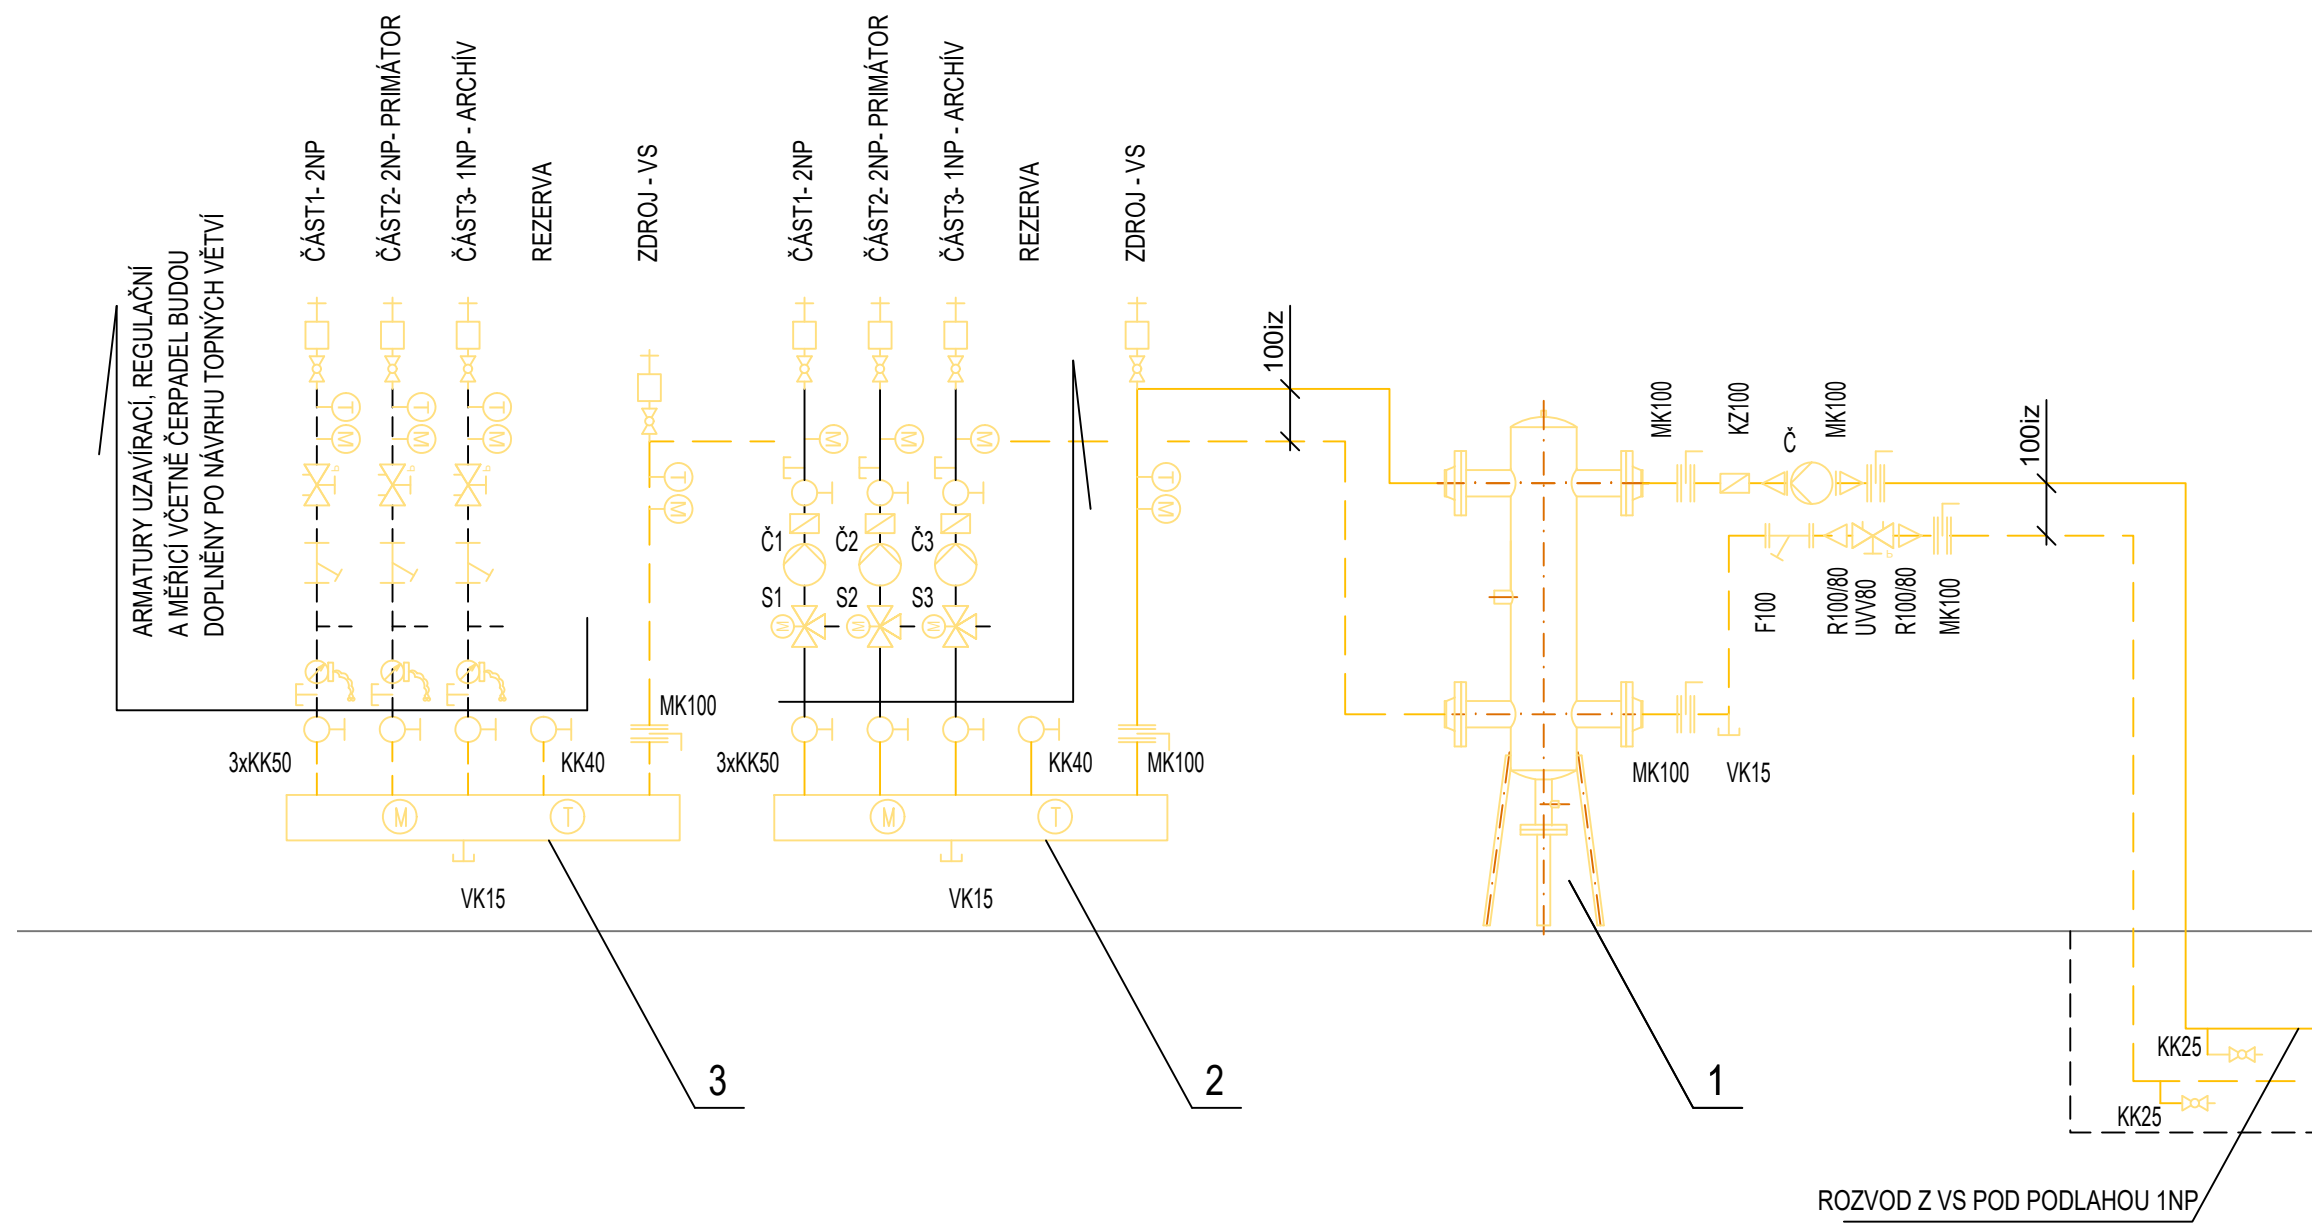 ARMATURY UZAVÍRACÍ, REGULAČNÍ
A MĚŘICÍ VČETNĚ ČERPADEL BUDOU
DOPLNĚNY PO NÁVRHU TOPNÝCH VĚTVÍ
ČÁST1- 2NP
ČÁST2- 2NP- PRIMÁTOR
ČÁST3- 1NP - ARCHÍV
REZERVA
ZDROJ - VS
ČÁST1- 2NP
ČÁST2- 2NP- PRIMÁTOR
ČÁST3- 1NP - ARCHÍV
REZERVA
ZDROJ - VS
100iz
MK100
KZ100
Č
MK100
100iz
T
T
T
M
M
M
T
M
M
M
M
T
M
Č1
Č2
Č3
S1
S2
S3
M
M
M
F100
R100/80
UVV80
R100/80
MK100
MK100
3xKK50
KK40
3xKK50
KK40
MK100
MK100
VK15
M
T
M
T
VK15
VK15
3
2
1
KK25
KK25
ROZVOD Z VS POD PODLAHOU 1NP